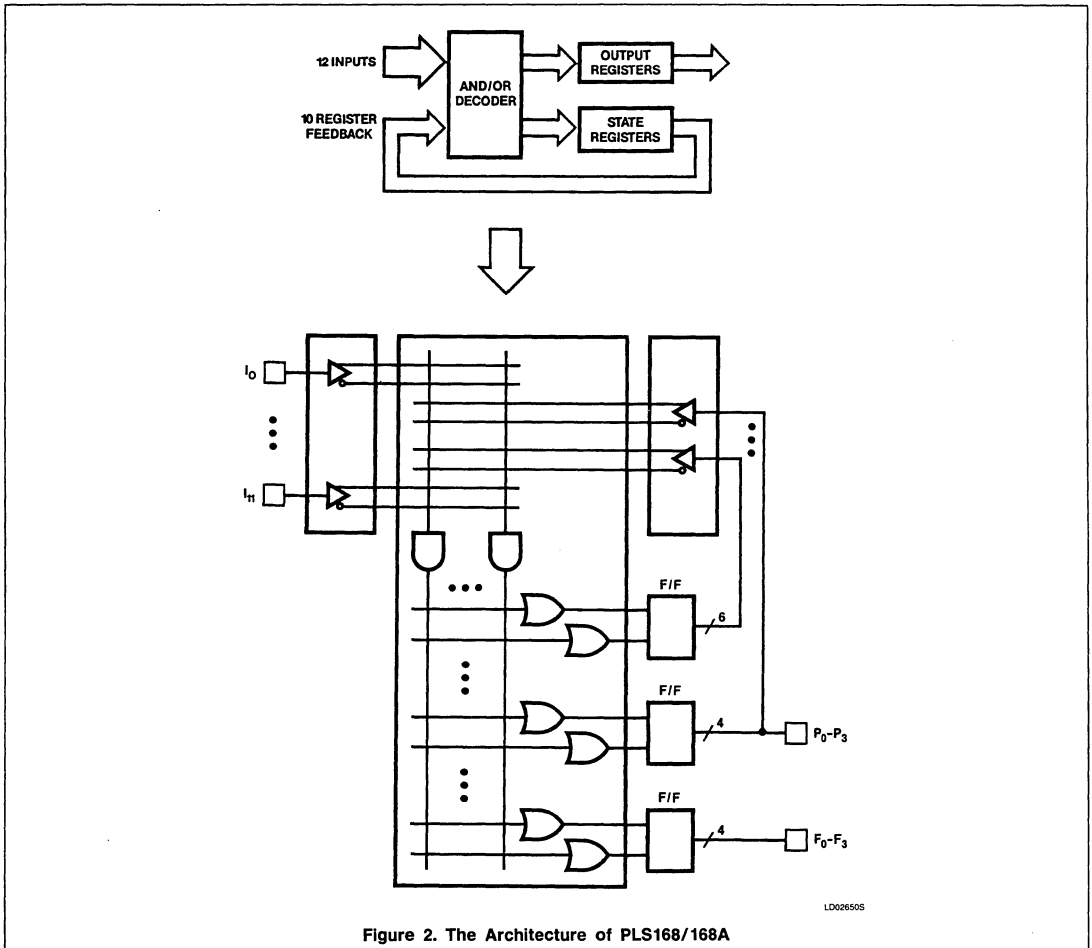 12 INPUTS
AND/OR
DECODER
OUTPUT
REGISTERS
10 REGISTER
FEEDBACK
STATE
REGISTERS
I0
I11
F/F
6
F/F
4
P0-P3
F/F
4
F0-F3
LD02650S
Figure 2. The Architecture of PLS168/168A